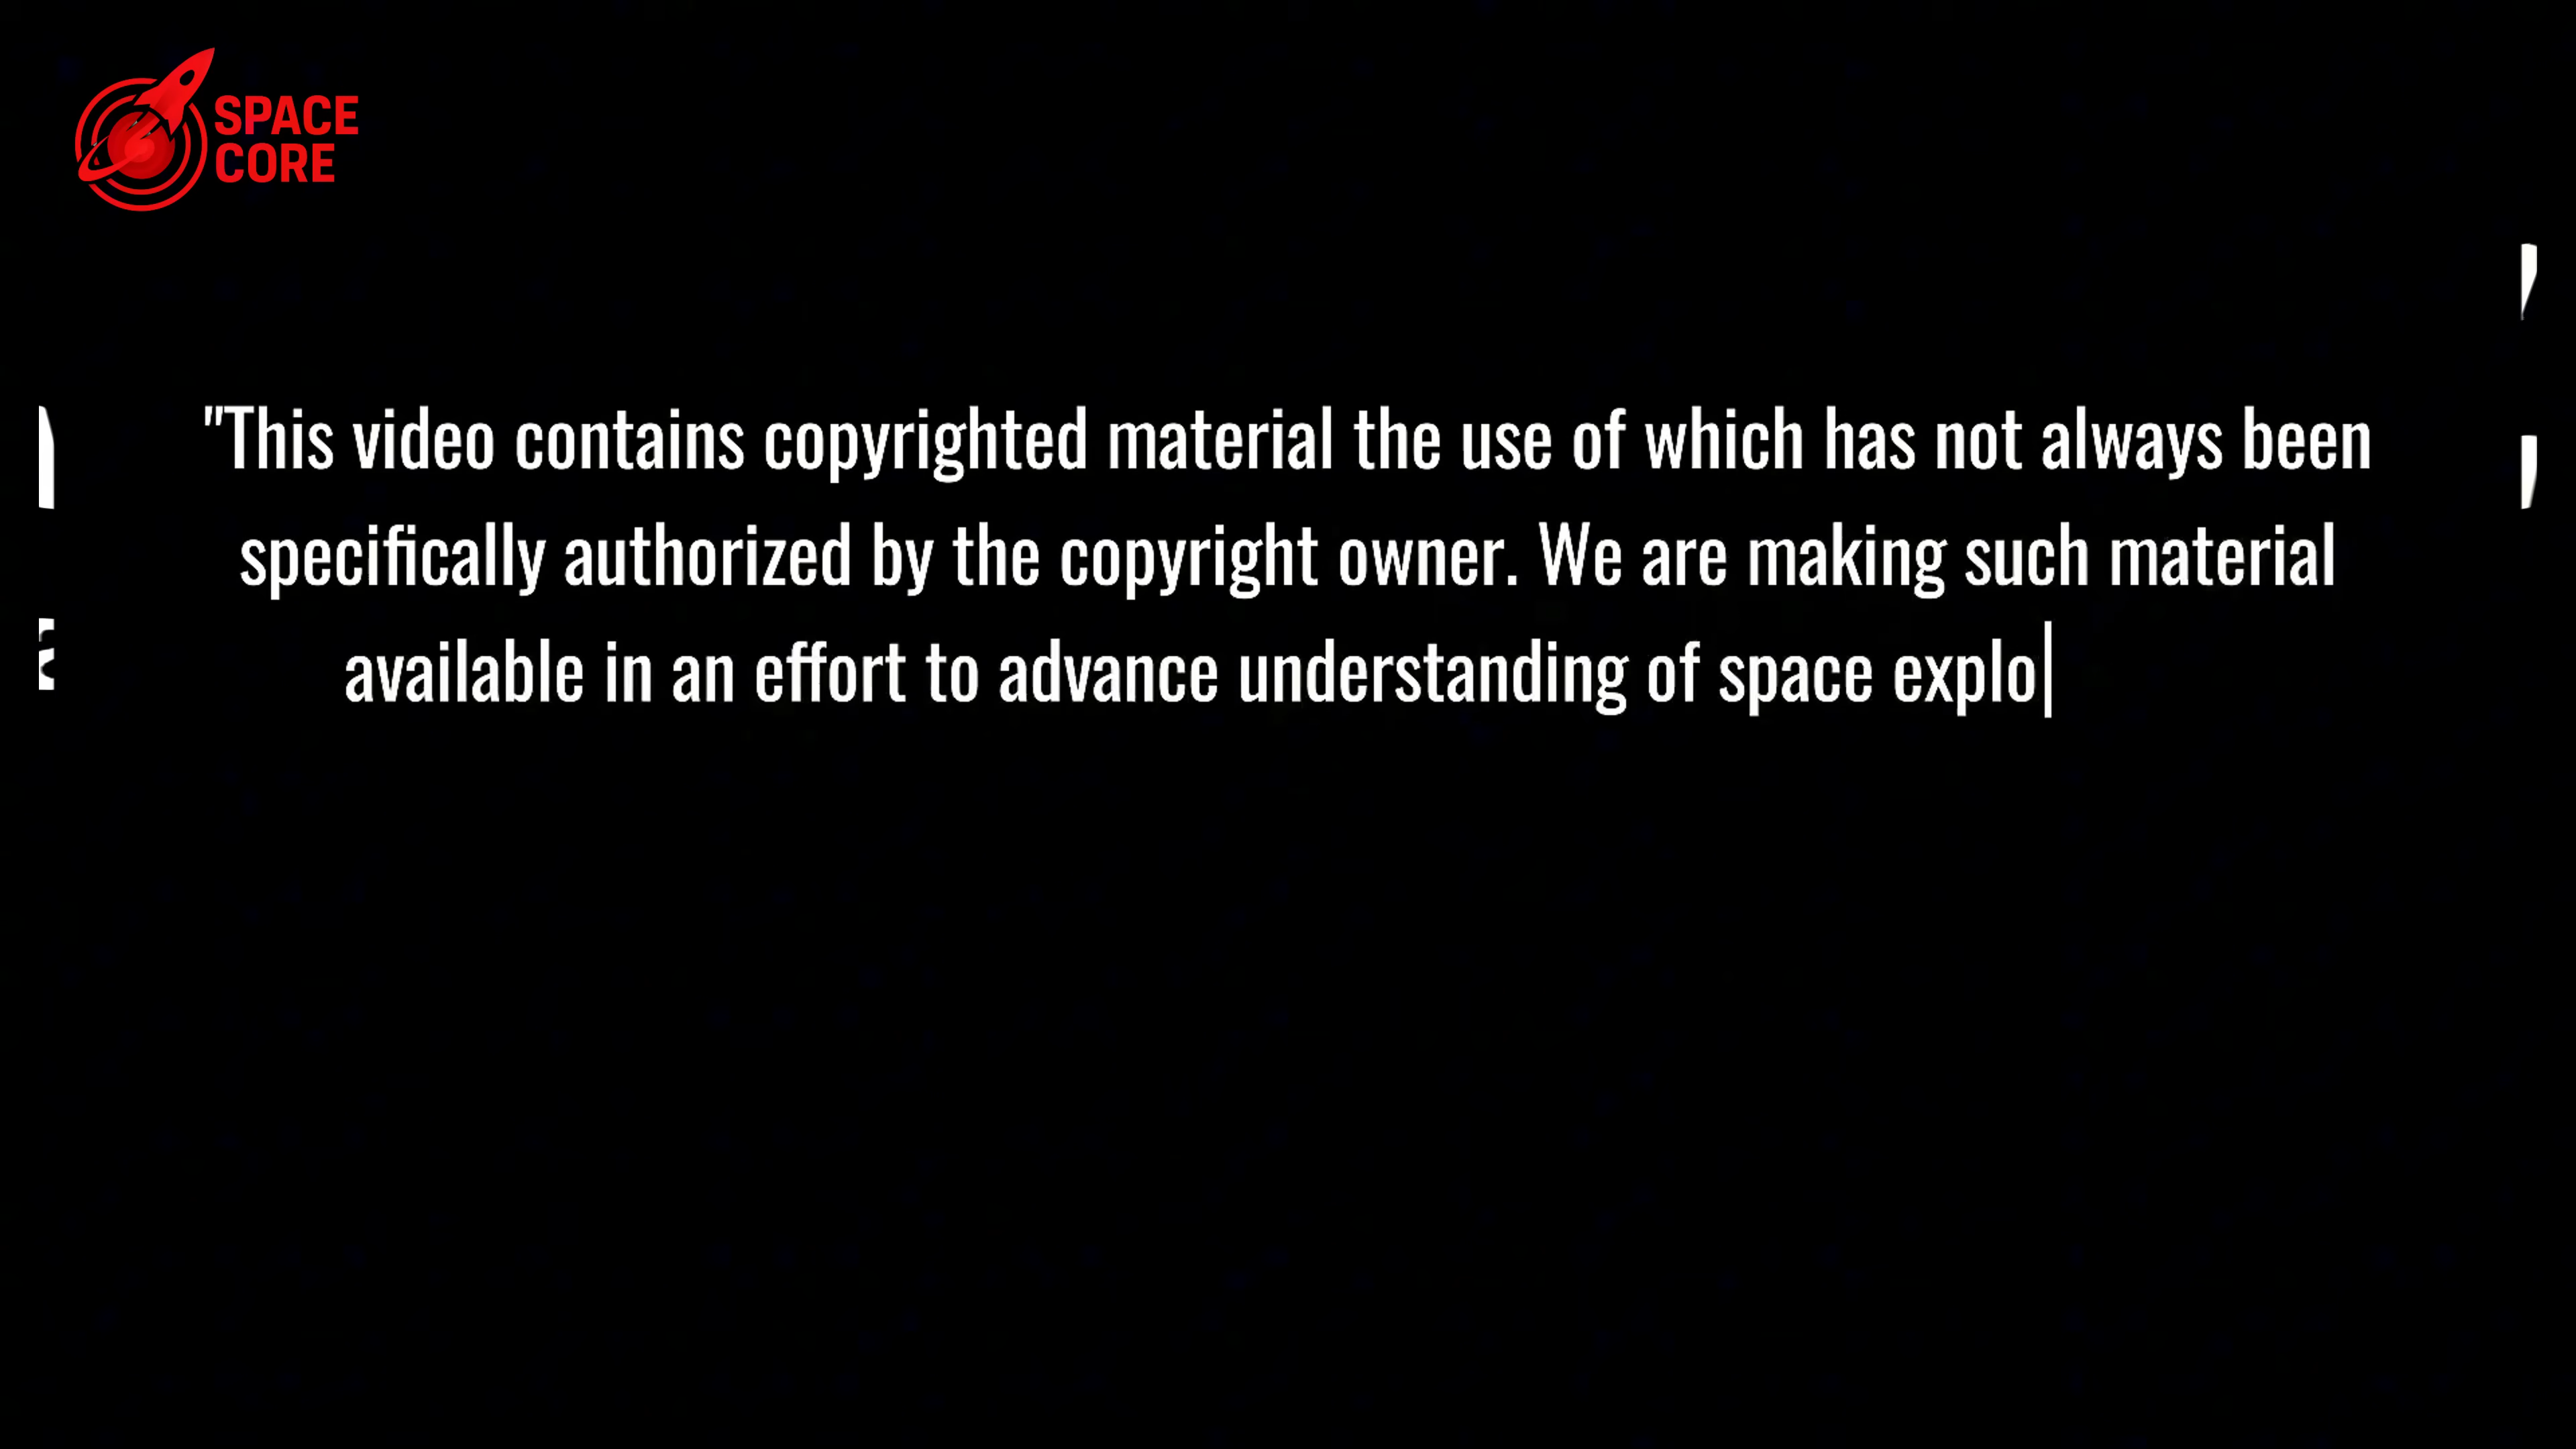 SPACE
CORE
"This video contains copyrighted material the use of which has not always been
specifically authorized by the copyright owner. We are making such material
available in an effort to advance understanding of space explo